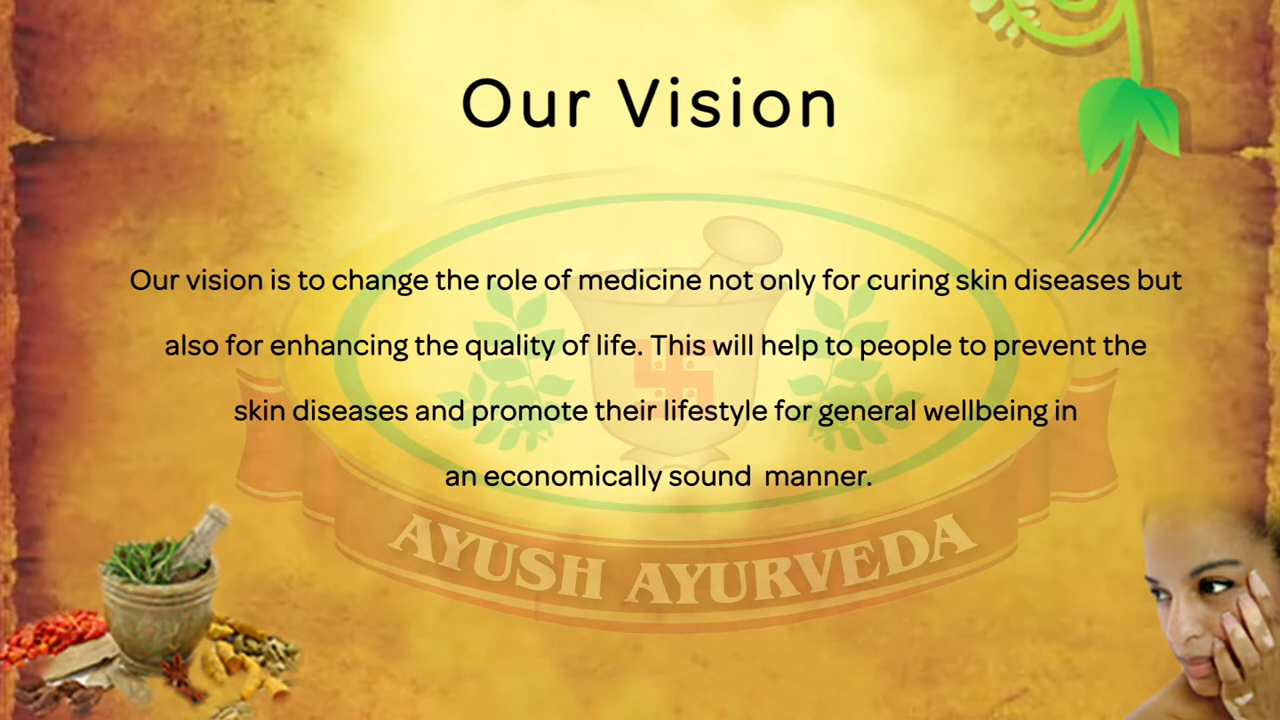 Our Vision
Our vision is to change the role of medicine not only for curing skin diseases but
also for enhancing the quality of life. This will help to people to prevent the
skin diseases and promote their lifestyle for general wellbeing in
an economically sound  manner.
AYUSH AYURVEDA